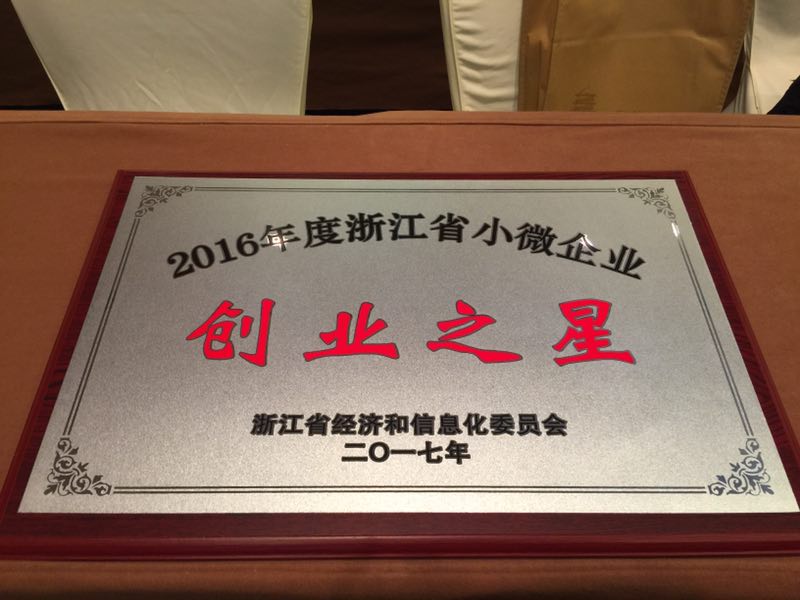 2016年度浙江省小微企业
创业之星
浙江省经济和信息化委员会
二〇一七年